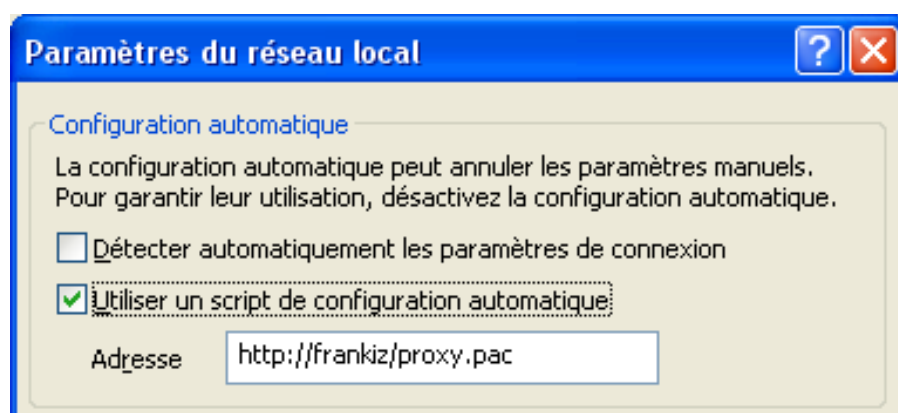 Paramètres du réseau local
Configuration automatique
La configuration automatique peut annuler les paramètres manuels.
Pour garantir leur utilisation, désactivez la configuration automatique.
Détecter automatiquement les paramètres de connexion
Utiliser un script de configuration automatique
Adresse http://frankiz/proxy.pac